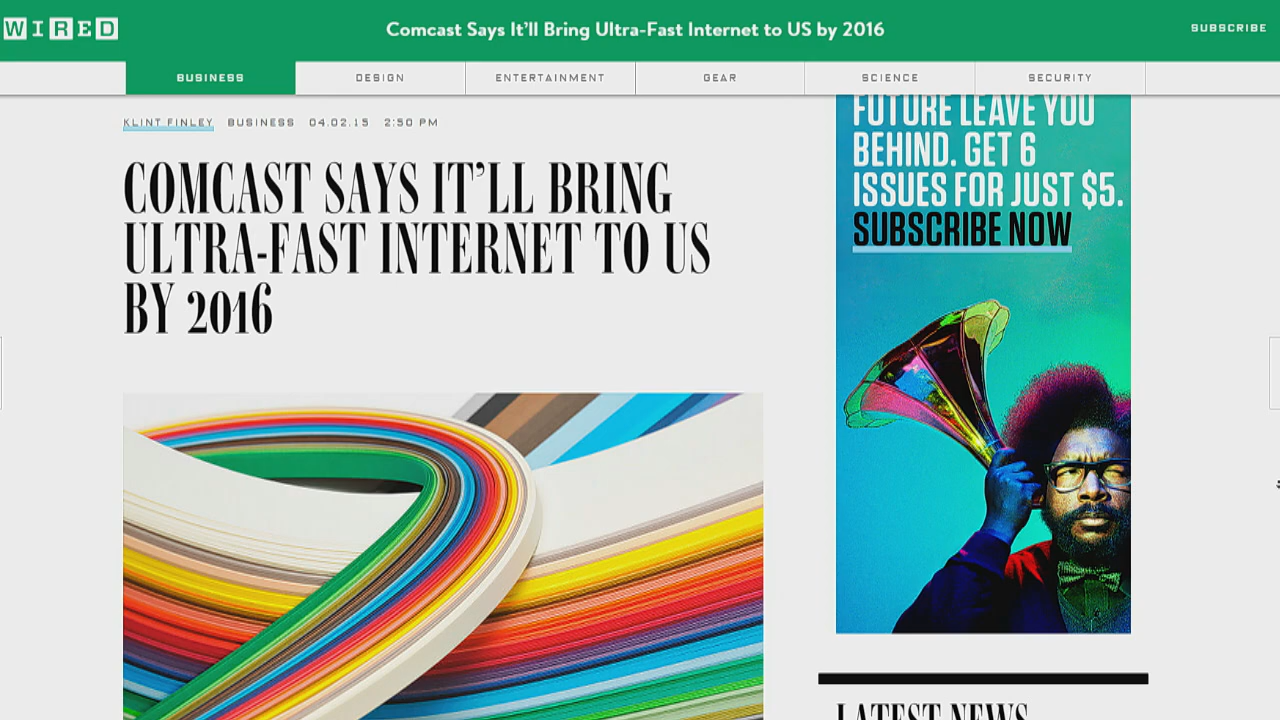 WIRED
Comcast Says It'll Bring Ultra-Fast Internet to US by 2016
SUBSCRIBE
BUSINESS
DESIGN
ENTERTAINMENT
GEAR
SCIENCE
SECURITY
KLINT FINLEY BUSINESS 04.02.15 2:50 PM
COMCAST SAYS IT'LL BRING
ULTRA-FAST INTERNET TO US
BY 2016
FUTURE LEAVE YOU
BEHIND. GET 6
ISSUES FOR JUST $5.
SUBSCRIBE NOW
LATEST NEWS